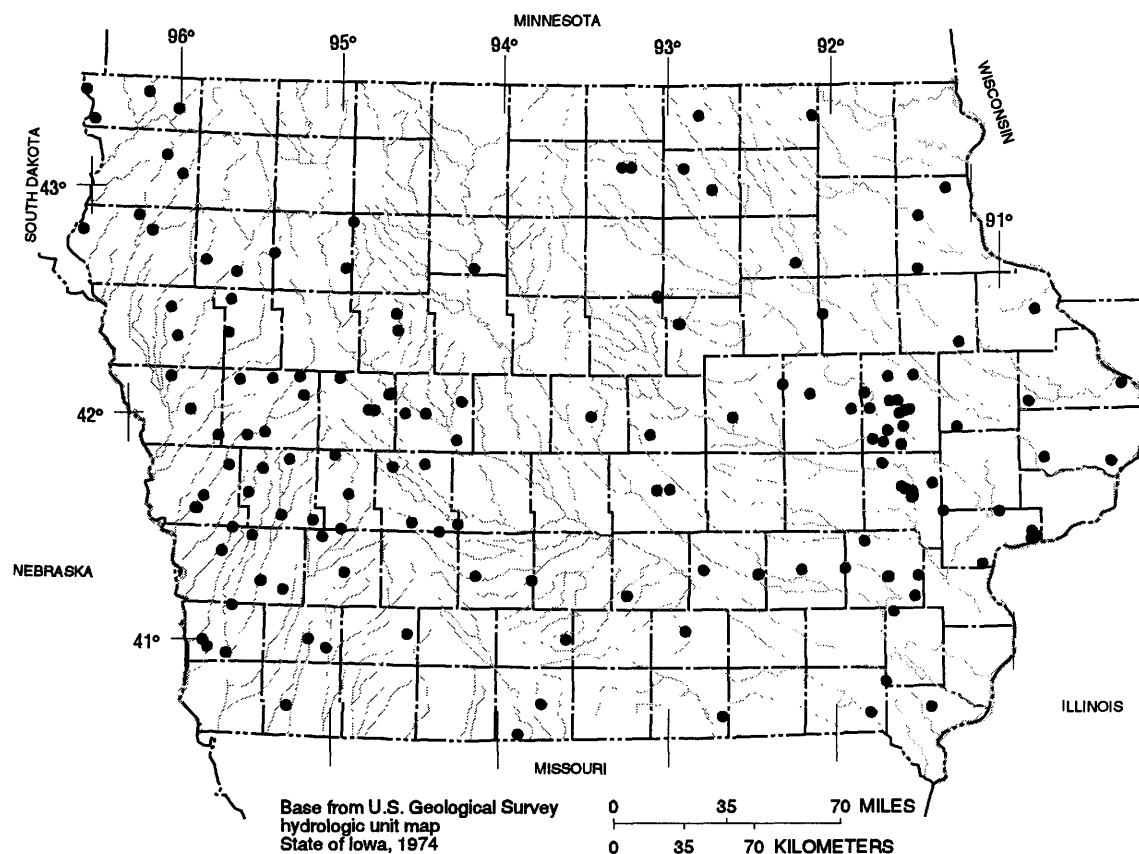 MINNESOTA
96° 95° 94° 93° 92°
WISCONSIN
SOUTH DAKOTA
43°
91°
42°
NEBRASKA
41°
ILLINOIS
MISSOURI
Base from U.S. Geological Survey
hydrologic unit map
State of Iowa, 1974
0 35 70 MILES
0 35 70 KILOMETERS